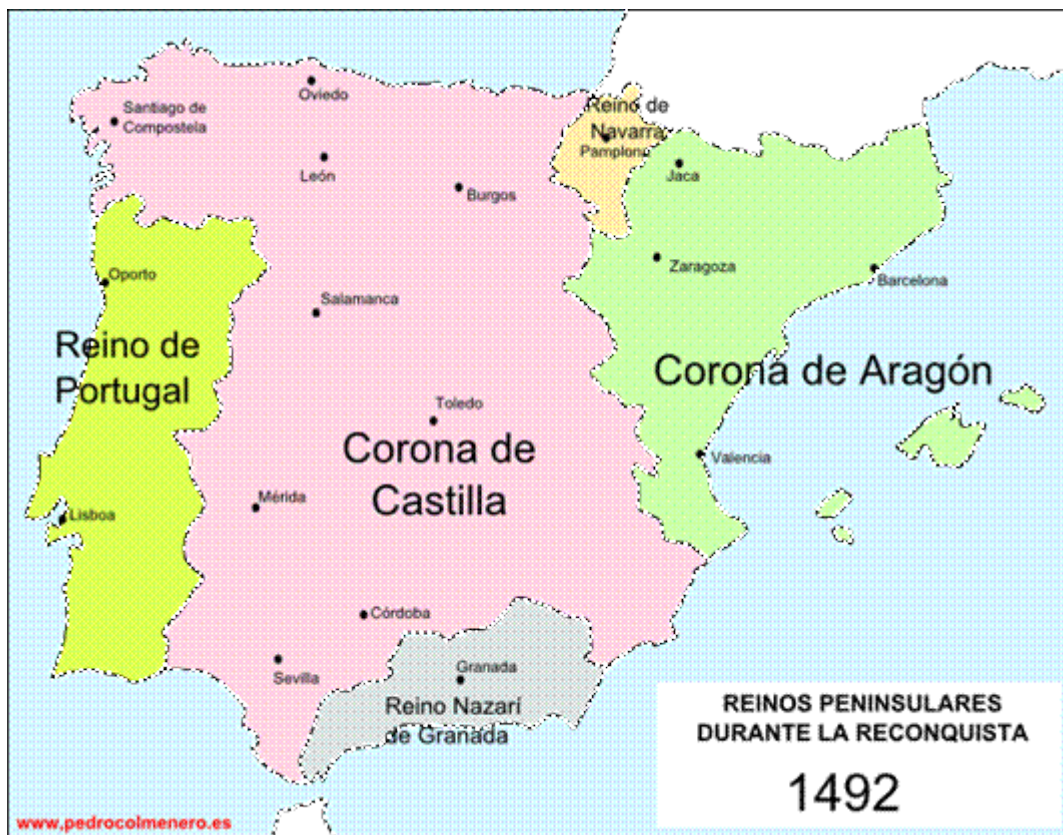 Oviedo
Santiago de
Compostela
León
Burgos
Reino de
Navarra
Pamplona
Jaca
Oporto
Zaragoza
Barcelona
Salamanca
Reino de
Portugal
Corona de Aragón
Toledo
Corona de
Castilla
Valencia
Mérida
Lisboa
Córdoba
Sevilla
Granada
Reino Nazarí
de Granada
REINOS PENINSULARES
DURANTE LA RECONQUISTA
1492
www.pedrocolmenero.es